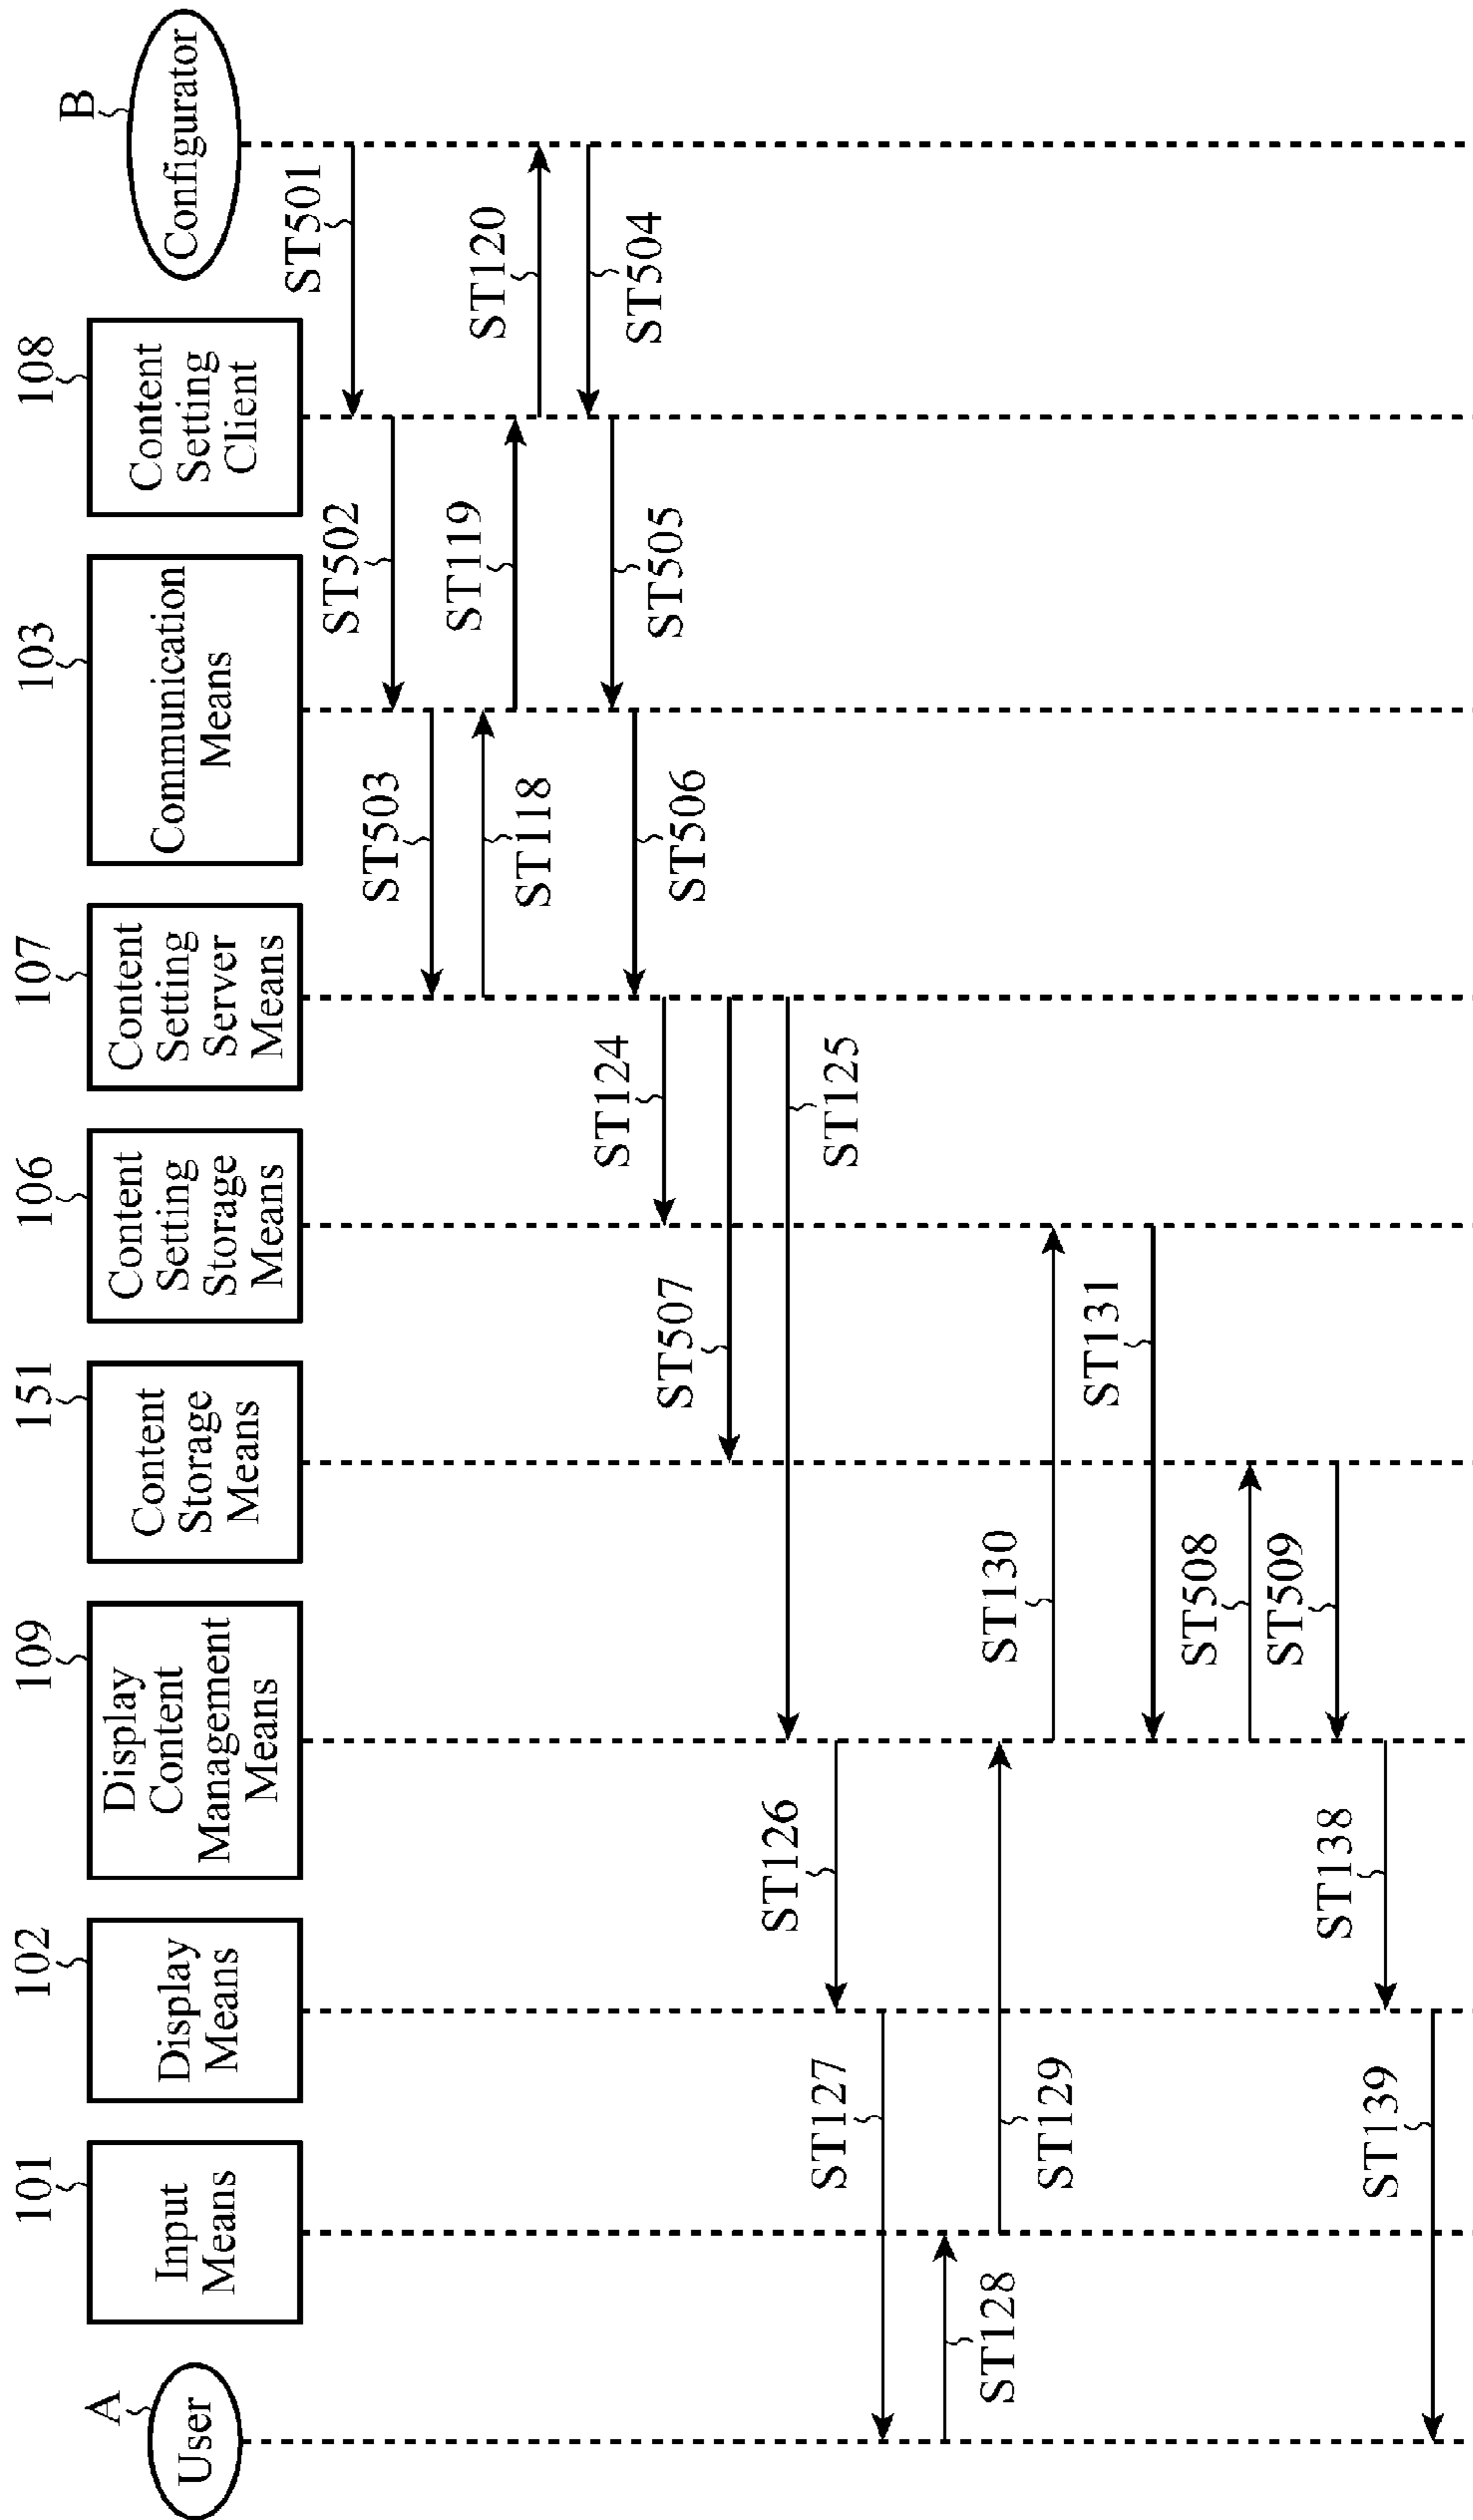 A
User
101
Input
Means
102
Display
Means
109
Display
Content
Management
Means
151
Content
Storage
Means
106
Content
Setting
Storage
Means
107
Content
Setting
Server
Means
103
Communication
Means
108
Content
Setting
Client
B
Configurator
ST501
ST502
ST503
ST118
ST119
ST120
ST504
ST505
ST506
ST124
ST507
ST125
ST126
ST127
ST128
ST129
ST130
ST131
ST508
ST509
ST138
ST139